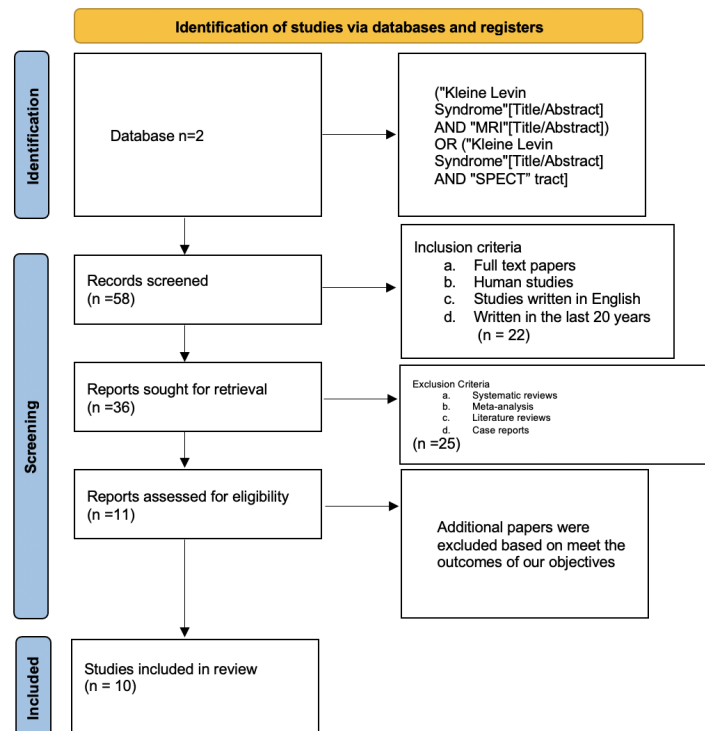 Identification of studies via databases and registers
Identification
Database n=2
("Kleine Levin
Syndrome"[Title/Abstract]
AND "MRI"[Title/Abstract])
OR ("Kleine Levin
Syndrome"[Title/Abstract]
AND "SPECT” tract]
Screening
Records screened
(n =58)
Inclusion criteria
a. Full text papers
b. Human studies
c. Studies written in English
d. Written in the last 20 years
(n = 22)
Reports sought for retrieval
(n =36)
Exclusion Criteria
a. Systematic reviews
b. Meta-analysis
c. Literature reviews
d. Case reports
(n =25)
Reports assessed for eligibility
(n =11)
Additional papers were
excluded based on meet the
outcomes of our objectives
Included
Studies included in review
(n = 10)